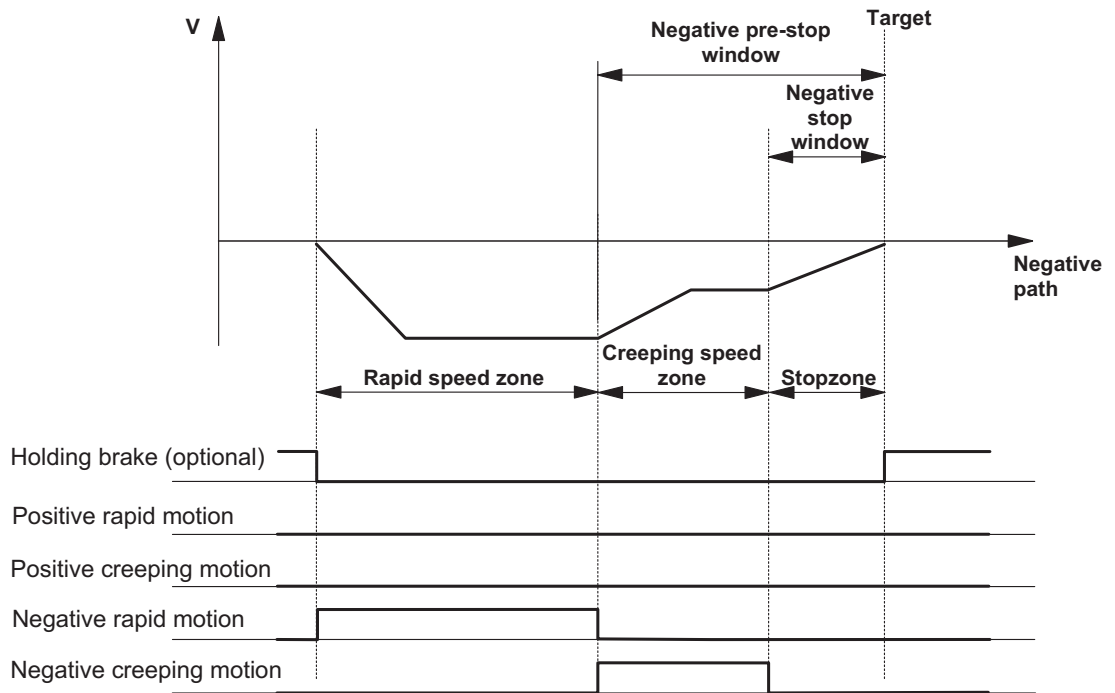 V
Negative pre-stop
window
Target
Negative
stop
window
Negative
path
Rapid speed zone
Creeping speed
zone
Stopzone
Holding brake (optional)
Positive rapid motion
Positive creeping motion
Negative rapid motion
Negative creeping motion